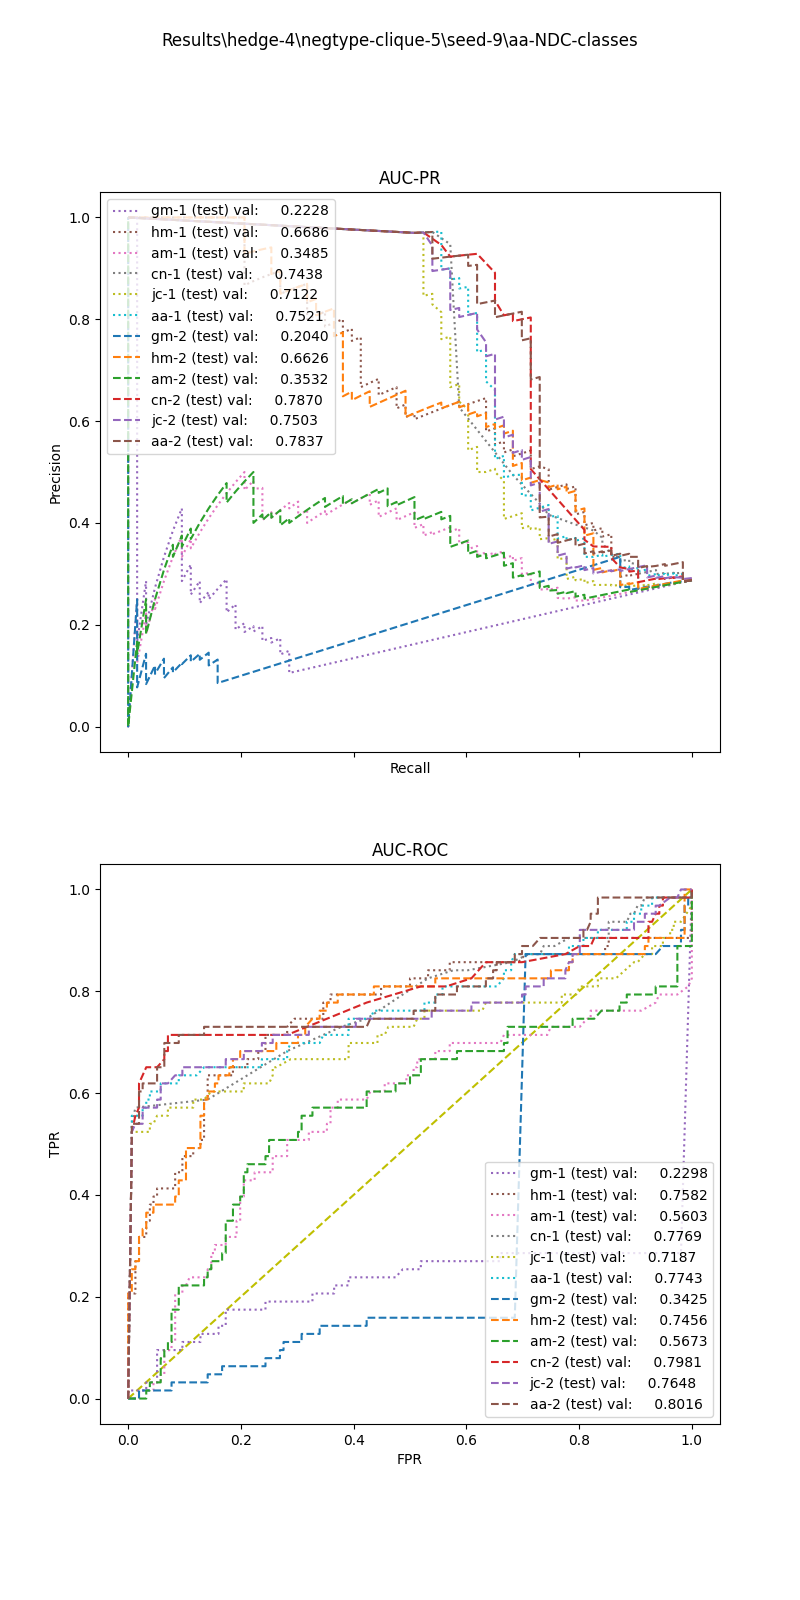 Results\hedge-4\negtype-clique-5\seed-9\aa-NDC-classes
AUC-PR
1.0
0.8
0.6
0.4
0.2
0.0
Precision
gm-1 (test) val: 0.2228
hm-1 (test) val: 0.6686
am-1 (test) val: 0.3485
cn-1 (test) val: 0.7438
jc-1 (test) val: 0.7122
aa-1 (test) val: 0.7521
gm-2 (test) val: 0.2040
hm-2 (test) val: 0.6626
am-2 (test) val: 0.3532
cn-2 (test) val: 0.7870
jc-2 (test) val: 0.7503
aa-2 (test) val: 0.7837
Recall
AUC-ROC
1.0
0.8
0.6
0.4
0.2
0.0
TPR
gm-1 (test) val: 0.2298
hm-1 (test) val: 0.7582
am-1 (test) val: 0.5603
cn-1 (test) val: 0.7769
jc-1 (test) val: 0.7187
aa-1 (test) val: 0.7743
gm-2 (test) val: 0.3425
hm-2 (test) val: 0.7456
am-2 (test) val: 0.5673
cn-2 (test) val: 0.7981
jc-2 (test) val: 0.7648
aa-2 (test) val: 0.8016
0.0 0.2 0.4 0.6 0.8 1.0
FPR